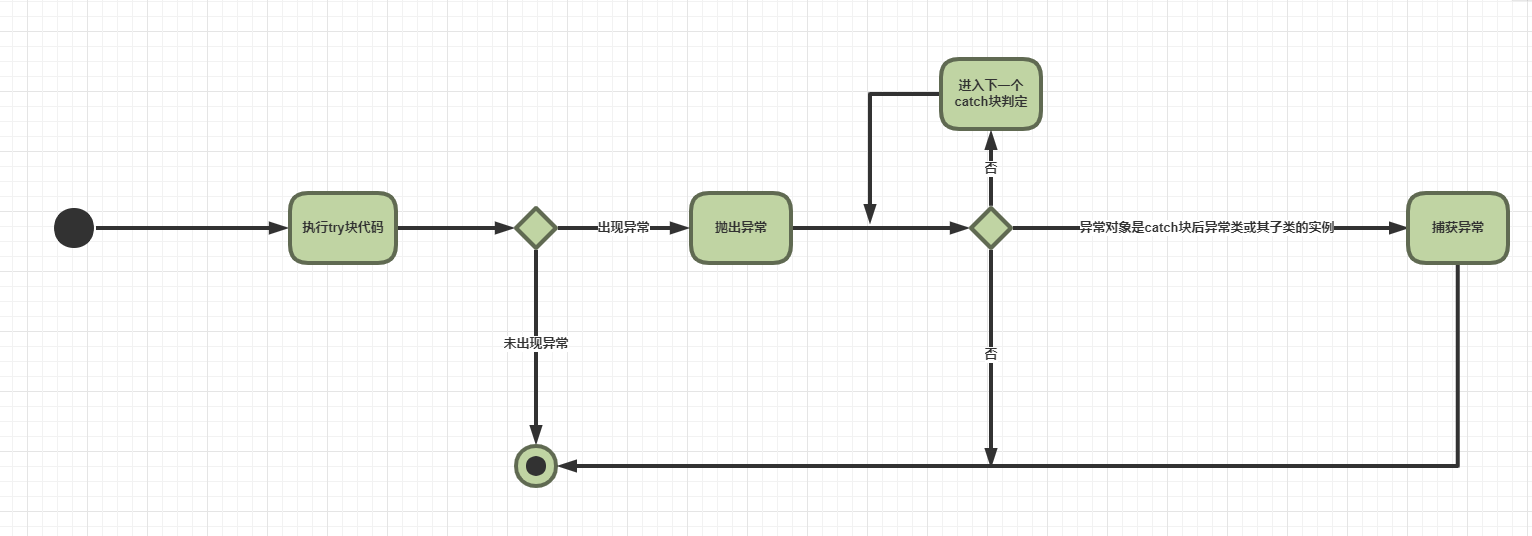 进入下一个
catch块判定
否
执行try块代码
出现异常
抛出异常
异常对象是catch块后异常类或其子类的实例
捕获异常
未出现异常
否